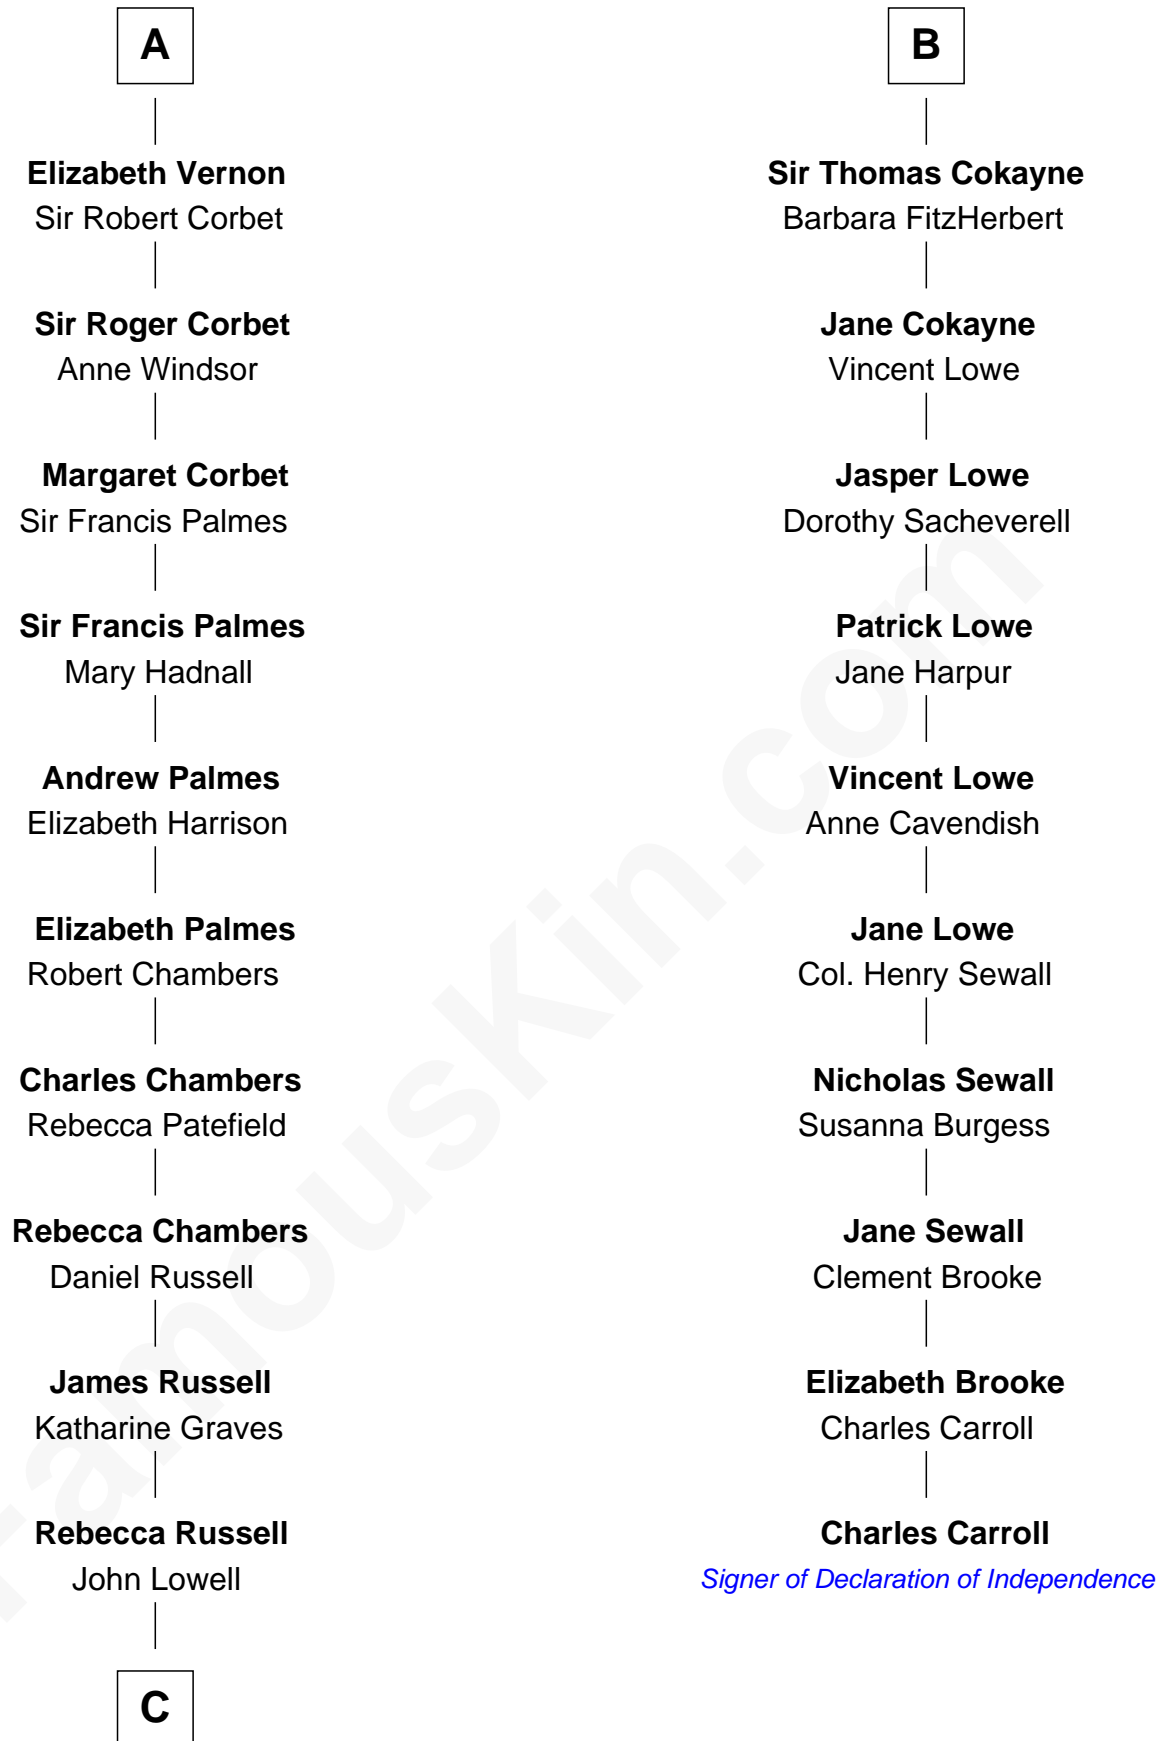 A
Elizabeth Vernon
Sir Robert Corbet
Sir Roger Corbet
Anne Windsor
Margaret Corbet
Sir Francis Palmes
Sir Francis Palmes
Mary Hadnall
Andrew Palmes
Elizabeth Harrison
Elizabeth Palmes
Robert Chambers
Charles Chambers
Rebecca Patefield
Rebecca Chambers
Daniel Russell
James Russell
Katharine Graves
Rebecca Russell
John Lowell
C
B
Sir Thomas Cokayne
Barbara FitzHerbert
Jane Cokayne
Vincent Lowe
Jasper Lowe
Dorothy Sacheverell
Patrick Lowe
Jane Harpur
Vincent Lowe
Anne Cavendish
Jane Lowe
Col. Henry Sewall
Nicholas Sewall
Susanna Burgess
Jane Sewall
Clement Brooke
Elizabeth Brooke
Charles Carroll
Charles Carroll
Signer of Declaration of Independence
FamousKin.com